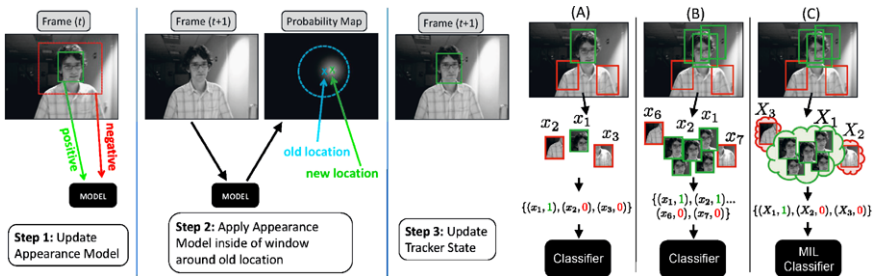 Frame (t)
positive
negative
MODEL
Step 1: Update
Appearance Model
Frame (t+1)
Probability Map
old location
new location
MODEL
Step 2: Apply Appearance
Model inside of window
around old location
Frame (t+1)
Step 3: Update
Tracker State
(A)
x2
x1
x3
{(x1, 1), (x2, 0), (x3, 0)}
Classifier
(B)
x6
x2
x1
x7
{(x1, 1), (x2, 1)...
(x6, 0), (x7, 0)}
Classifier
(C)
X3
X1
X2
{(X1, 1), (X2, 0), (X3, 0)}
MIL
Classifier